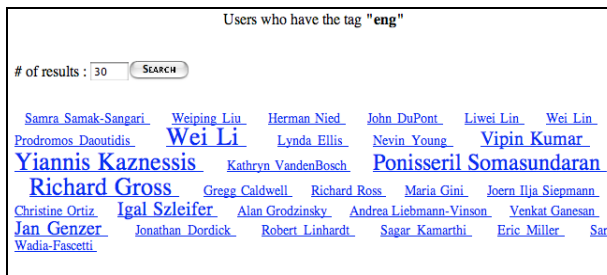 Users who have the tag "eng"
# of results : 30 SEARCH
Samra Samak-Sangari Weiping Liu Herman Nied John DuPont Liwei Lin Wei Lin
Prodromos Daoutidis Wei Li Lynda Ellis Nevin Young Vipin Kumar
Yiannis Kaznessis Kathryn VandenBosch Ponisseril Somasundaran
Richard Gross Gregg Caldwell Richard Ross Maria Gini Joern Ilja Siepmann
Christine Ortiz Igal Szleifer Alan Grodzinsky Andrea Liebmann-Vinson Venkat Ganesan
Jan Genzer Jonathan Dordick Robert Linhardt Sagar Kamarthi Eric Miller Sar
Wadia-Fascetti